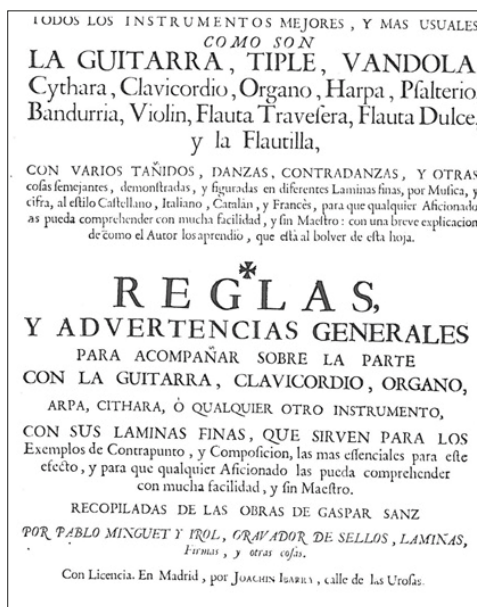 TODOS LOS INSTRUMENTOS MEJORES, Y MAS USUALES
COMO SON
LA GUITARRA, TIPLE, VANDOLA
Cythara, Clavicordio, Organo, Harpa, Pſalterio
Bandurria, Violin, Flauta Traveſera, Flauta Dulce,
y la Flautilla,
CON VARIOS TAÑIDOS, DANZAS, CONTRADANZAS, Y OTRAS
coſas ſemejantes, demonſtradas, y figuradas en diferentes Laminas finas, por Muſica, y
cifra, al eſtilo Caſtellano, Italiano, Catalàn, y Francès, para que qualquier Aficionado
as pueda comprehender con mucha facilidad, y ſin Maeſtro: con una breve explicacion
de como el Autor los aprendio, que eſtà al bolver de eſta hoja.
REGLAS,
Y ADVERTENCIAS GENERALES
PARA ACOMPAÑAR SOBRE LA PARTE
CON LA GUITARRA, CLAVICORDIO, ORGANO,
ARPA, CITHARA, Ò QUALQUIER OTRO INSTRUMENTO,
CON SUS LAMINAS FINAS, QUE SIRVEN PARA LOS
Exemplos de Contrapunto, y Compoſicion, las mas eſſenciales para eſte
efecto, y para que qualquier Aficionado las pueda comprehender
con mucha facilidad, y ſin Maeſtro.
RECOPILADAS DE LAS OBRAS DE GASPAR SANZ
POR PABLO MINGUET Y IROL, GRAVADOR DE SELLOS, LAMINAS,
Firmas, y otras coſas.
Con Licencia. En Madrid, por JOACHIN IBARRA, calle de las Uroſas.